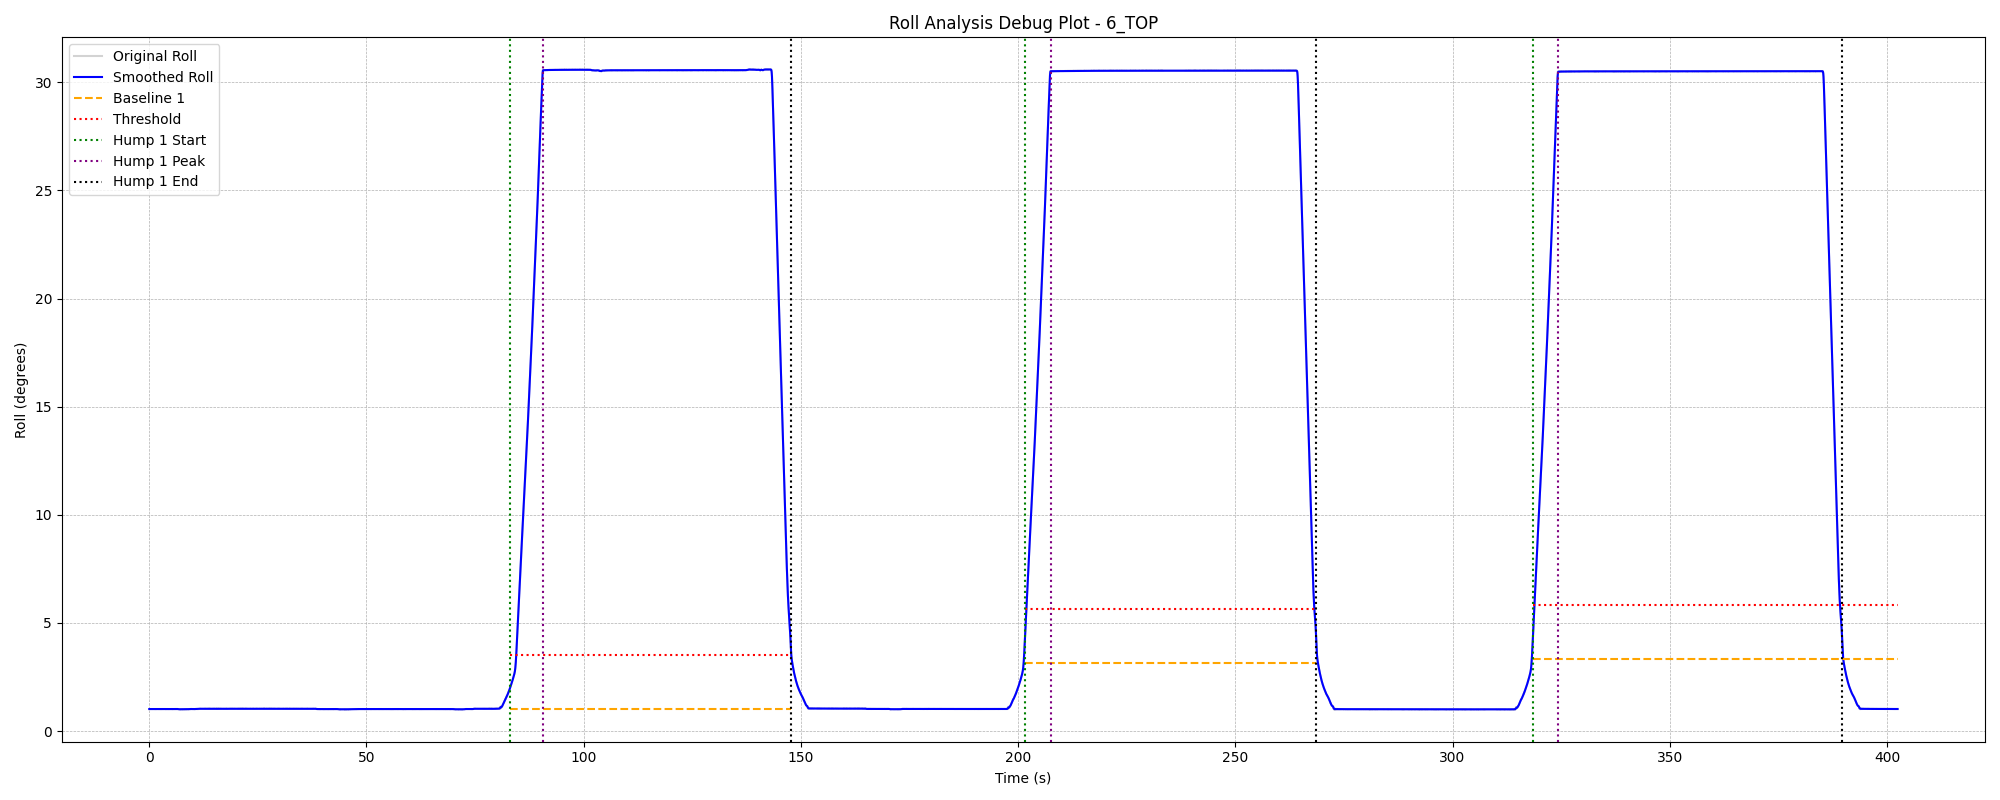 Roll Analysis Debug Plot - 6_TOP
Original Roll
Smoothed Roll
Baseline 1
Threshold
Hump 1 Start
Hump 1 Peak
Hump 1 End
30
25
20
15
10
5
0
Roll (degrees)
0 50 100 150 200 250 300 350 400
Time (s)